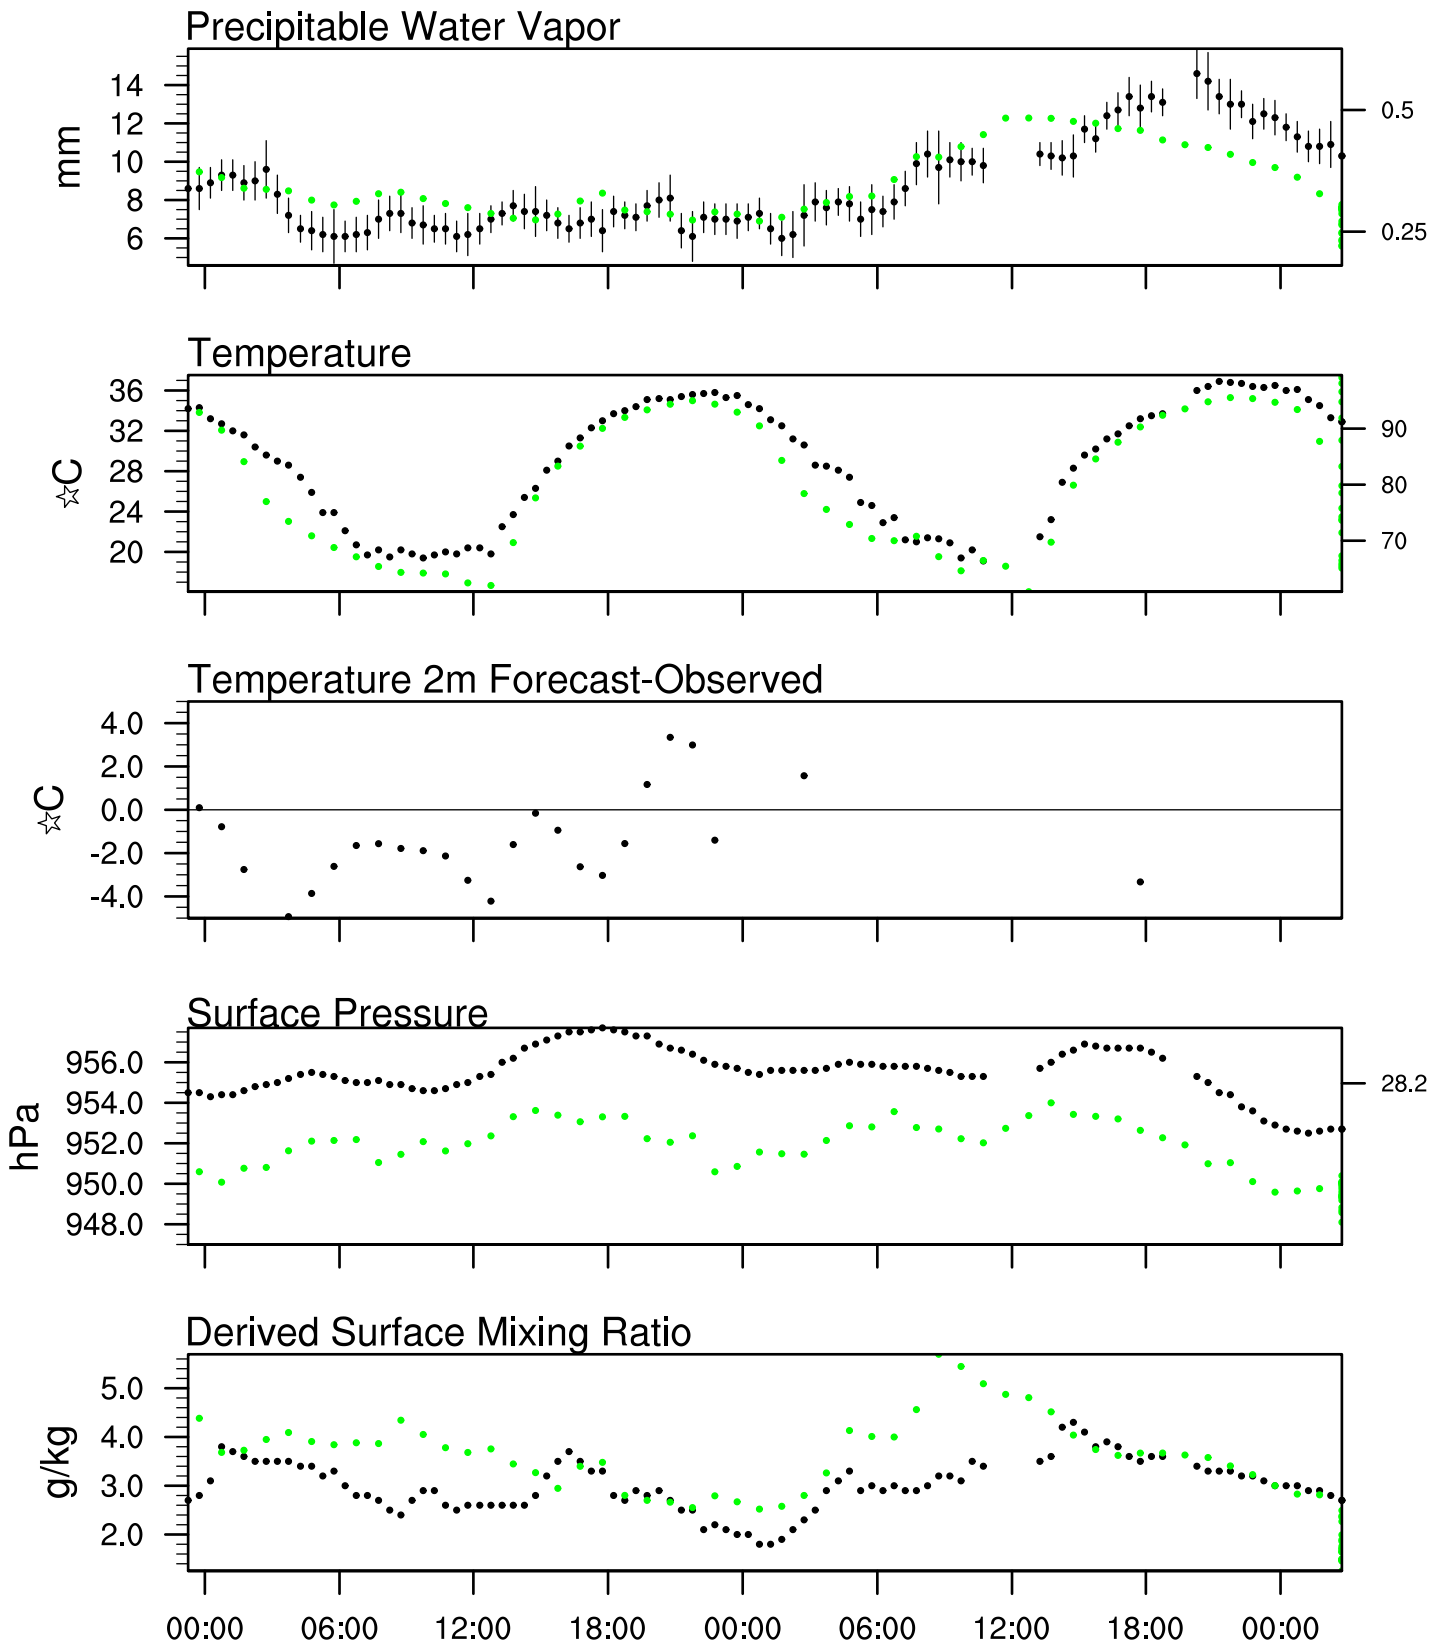 Precipitable Water Vapor
14
12
10
8
6
mm
0.5
0.25
Temperature
36
32
28
24
20
☆C
90
80
70
Temperature 2m Forecast-Observed
4.0
2.0
0.0
-2.0
-4.0
☆C
Surface Pressure
956.0
954.0
952.0
950.0
948.0
hPa
28.2
Derived Surface Mixing Ratio
5.0
4.0
3.0
2.0
g/kg
00:00 06:00 12:00 18:00 00:00 06:00 12:00 18:00 00:00